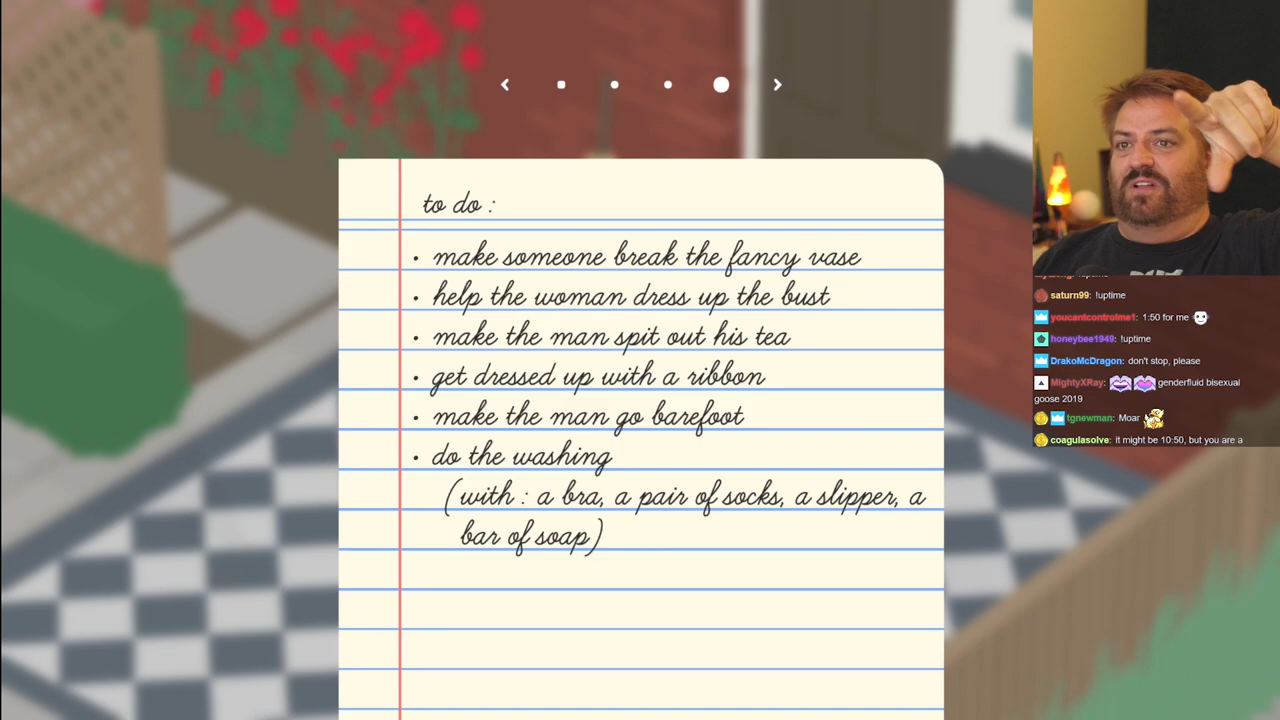 to do :
• make someone break the fancy vase
• help the woman dress up the bust
• make the man spit out his tea
• get dressed up with a ribbon
• make the man go barefoot
• do the washing
(with : a bra, a pair of socks, a slipper, a
bar of soap)
saturn99: !uptime
youcantcontrolme1: 1:50 for me
honeybee1949: !uptime
DrakoMcDragon: don't stop, please
MightyXRay: genderfluid bisexual
goose 2019
tgnewman: Moar
coagulasolve: it might be 10:50, but you are a